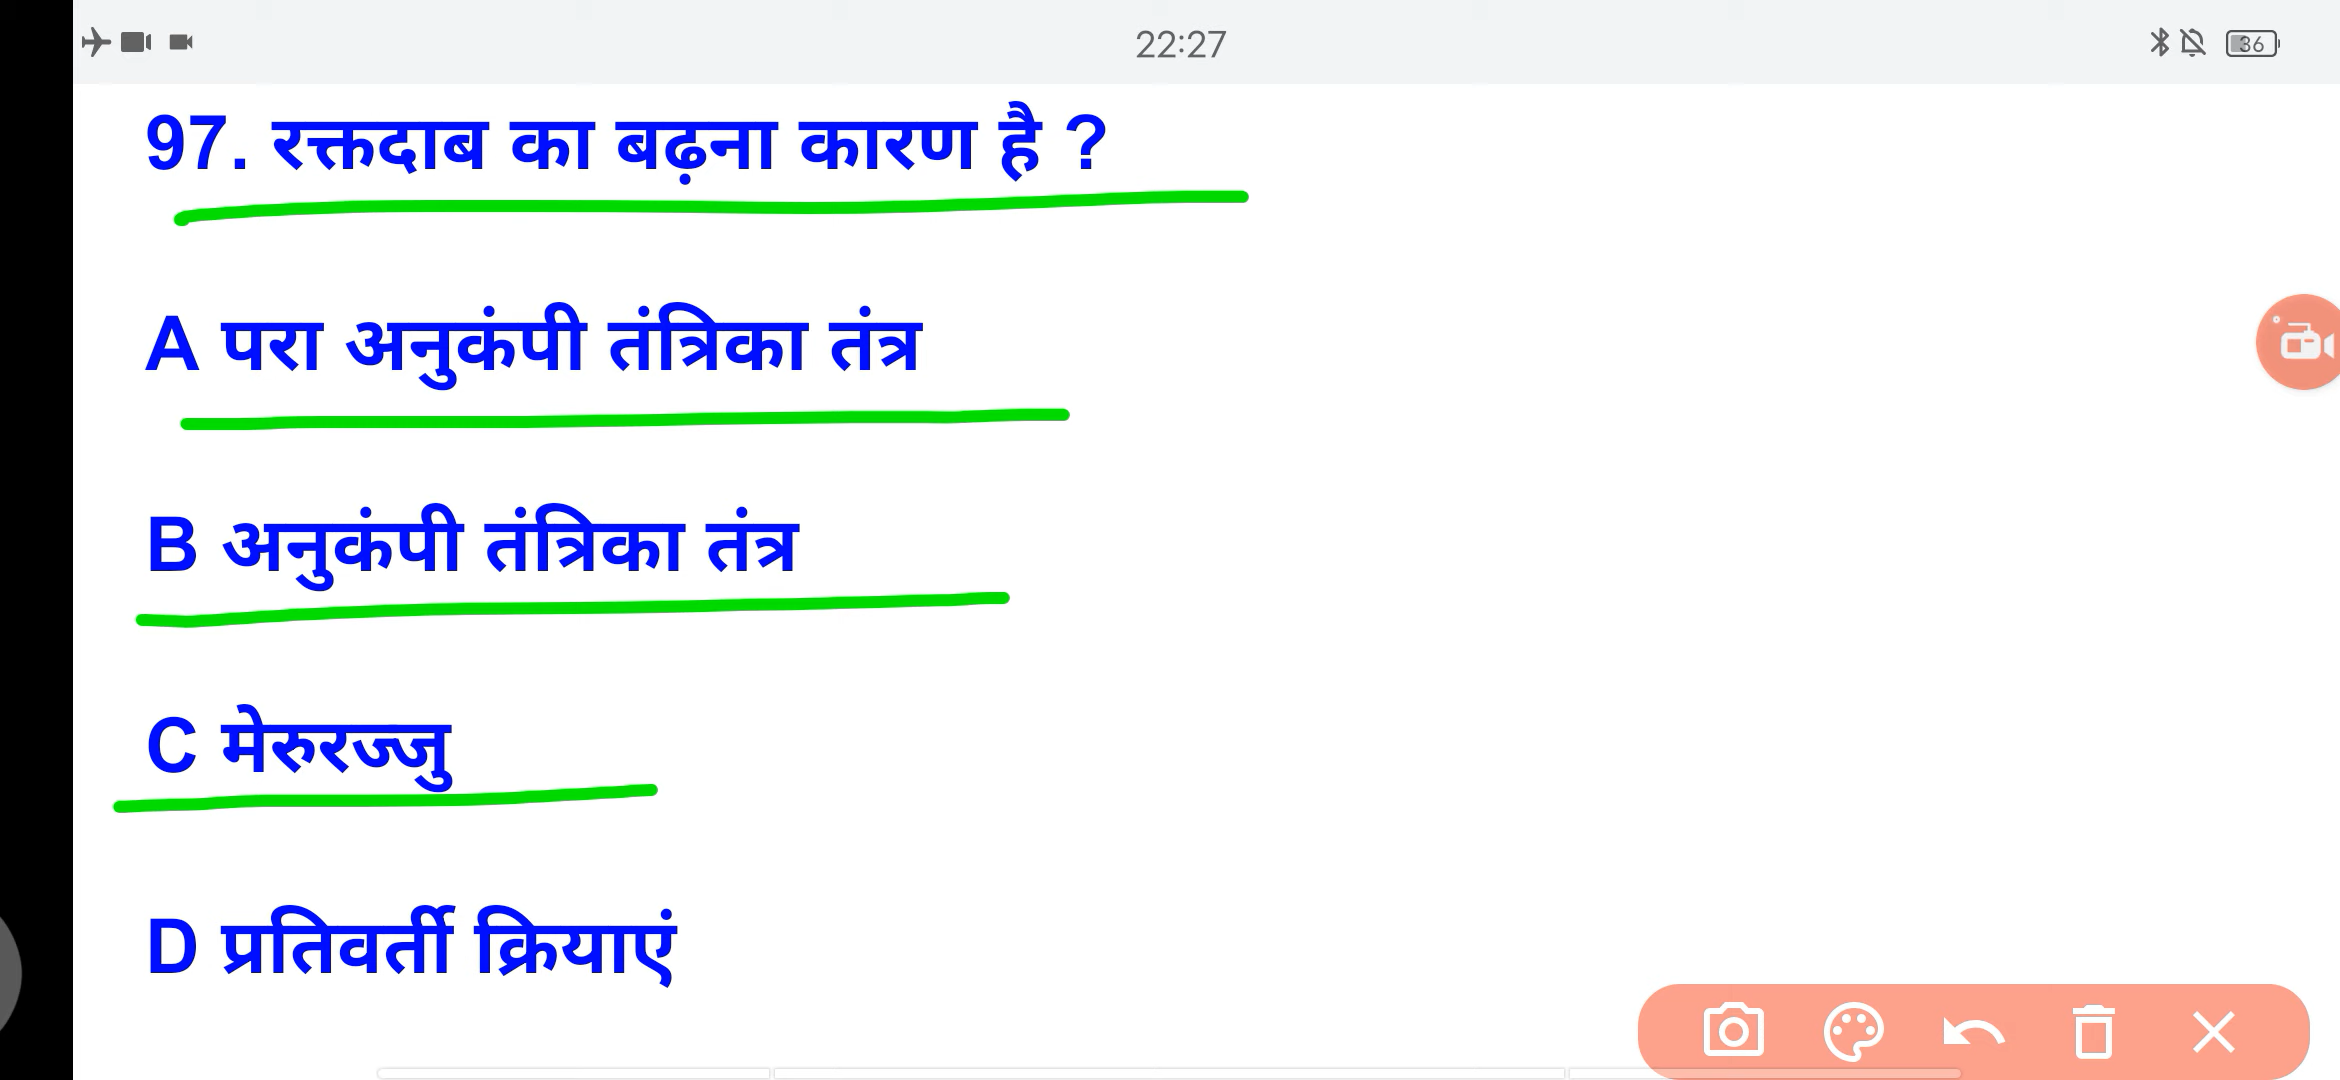 22:27
36
97. रक्तदाब का बढ़ना कारण है ?
A परा अनुकंपी तंत्रिका तंत्र
B अनुकंपी तंत्रिका तंत्र
C मेरुरज्जु
D प्रतिवर्ती क्रियाएं